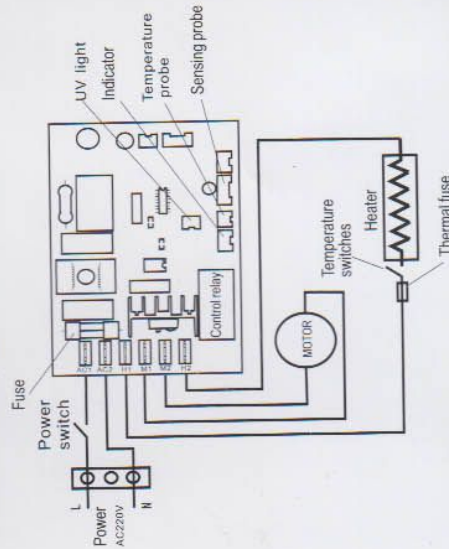 UV light
Indicator
Temperature
probe
Sensing probe
Fuse
AC1
AC2
H1
M1
M2
H2
Control relay
Power
switch
L
Power
AC220V
N
MOTOR
Temperature
switches
Heater
Thermal fuse